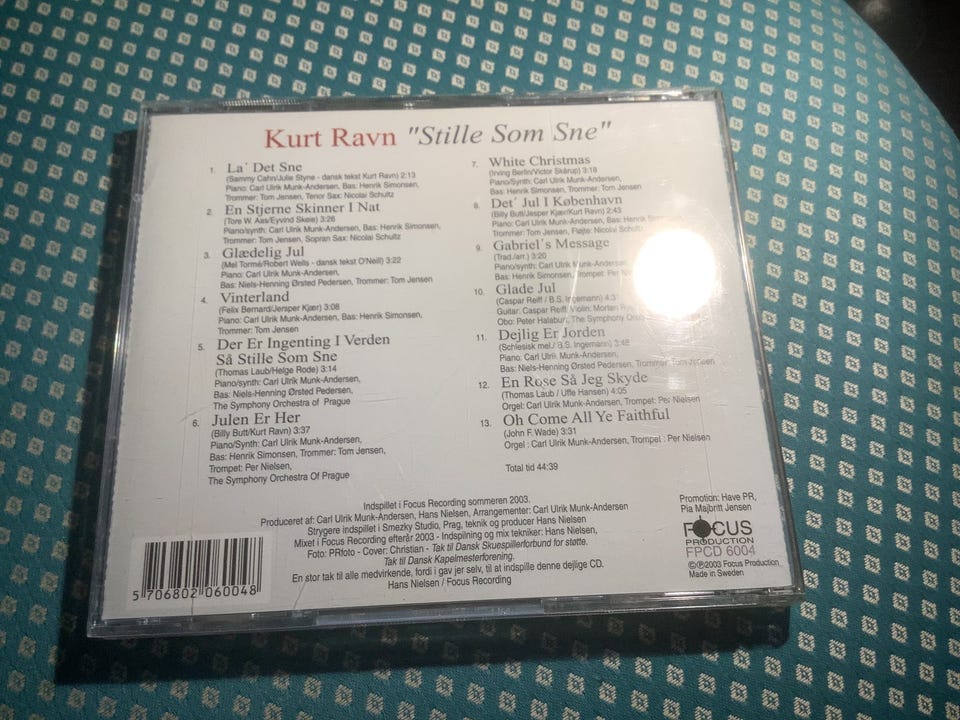 Kurt Ravn "Stille Som Sne"
1. La´ Det Sne
(Sammy Cahn/Julie Styne - dansk tekst Kurt Ravn) 2:13
Piano: Carl Ulrik Munk-Andersen, Bas: Henrik Simonsen,
Trommer: Tom Jensen, Tenor Sax: Nicolai Schultz
2. En Stjerne Skinner I Nat
(Tore W. Aas/Eyvind Skeie) 3:26
Piano/synth: Carl Ulrik Munk-Andersen, Bas: Henrik Simonsen,
Trommer: Tom Jensen, Sopran Sax: Nicolai Schultz
3. Glædelig Jul
(Mel Tormé/Robert Wells - dansk tekst O'Neill) 3:22
Piano: Carl Ulrik Munk-Andersen,
Bas: Niels-Henning Ørsted Pedersen, Trommer: Tom Jensen
4. Vinterland
(Felix Bernard/Jersper Kjær) 3:08
Piano: Carl Ulrik Munk-Andersen, Bas: Henrik Simonsen,
Trommer: Tom Jensen
5. Der Er Ingenting I Verden
Så Stille Som Sne
(Thomas Laub/Helge Rode) 3:14
Piano/synth: Carl Ulrik Munk-Andersen,
Bas: Niels-Henning Ørsted Pedersen,
The Symphony Orchestra of Prague
6. Julen Er Her
(Billy Butt/Kurt Ravn) 3:37
Piano/Synth: Carl Ulrik Munk-Andersen,
Bas: Henrik Simonsen, Trommer: Tom Jensen,
Trompet: Per Nielsen,
The Symphony Orchestra Of Prague
7. White Christmas
(Irving Berlin/Victor Skårup) 3:18
Piano/Synth: Carl Ulrik Munk-Andersen,
Bas: Henrik Simonsen, Trommer: Tom Jensen
8. Det´ Jul I København
(Billy Butt/Jesper Kjær/Kurt Ravn) 2:43
Piano: Carl Ulrik Munk-Andersen, Bas: Henrik
Trommer: Tom Jensen, Fløjte: Nicolai Schultz
9. Gabriel´s Message
(Trad./arr.) 3:20
Piano/synth: Carl Ulrik
Bas: Henrik Simonsen, Trompet: Per
10. Glade Jul
(Caspar Reiff / B.S. Ingemann)
Guitar: Caspar Reiff, Violin: Morten
Obo: Peter Halabun, The Symphony
11. Dejlig Er Jorden
(Schlesisk mel./ B.S. Ingemann) 3:48
Piano: Carl Ulrik Munk-Andersen,
Bas: Niels-Henning Ørsted Pedersen, Trommer: Tom Jensen
12. En Rose Så Jeg Skyde
(Thomas Laub / Uffe Hansen) 4:05
Orgel: Carl Ulrik Munk-Andersen, Trompet: Per Nielsen
13. Oh Come All Ye Faithful
(John F. Wade) 3:31
Orgel : Carl Ulrik Munk-Andersen, Trompel : Per Nielsen
Total tid 44:39
Indspillet i Focus Recording sommeren 2003.
Produceret af: Carl Ulrik Munk-Andersen, Hans Nielsen, Arrangementer: Carl Ulrik Munk-Andersen
Strygere indspillet i Smezky Studio, Prag, teknik og producer Hans Nielsen
Mixet i Focus Recording efterår 2003 - Indspilning og mix tekniker: Hans Nielsen,
Foto: PRfoto - Cover: Christian - Tak til Dansk Skuespillerforbund for støtte.
Tak til Dansk Kapelmesterforening.
En stor tak til alle medvirkende, fordi i gav jer selv, til at indspille denne dejlige CD.
Hans Nielsen / Focus Recording
5 706802 060048
Promotion: Have PR,
Pia Majbritt Jensen
FOCUS
PRODUCTION
FPCD 6004
©℗2003 Focus Production
Made in Sweden